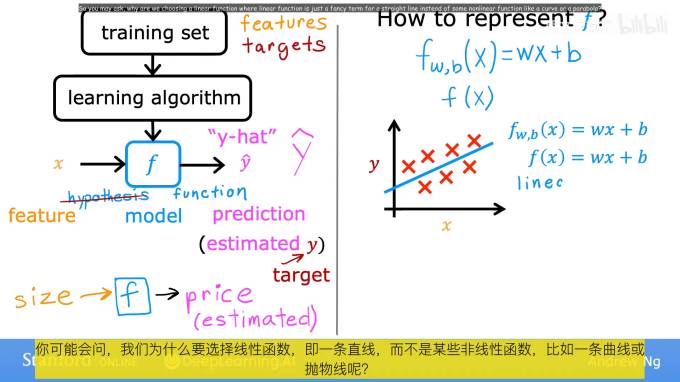 So you may ask, why are we choosing a linear function where linear function is just a fancy term for a straight line instead of some nonlinear function like a curve or a parabola?
bilibili
training set
features
targets
learning algorithm
x
f
"y-hat"
ŷ
ŷ
hypothesis
function
feature
model
prediction
(estimated y)
target
size → f → price
(estimated)
How to represent f?
f_w,b(x) = wx + b
f(x)
y
x
f_w,b(x) = wx + b
f(x) = wx + b
linec
你可能会问，我们为什么要选择线性函数，即一条直线，而不是某些非线性函数，比如一条曲线或
抛物线呢？
Stanford ONLINE
DeepLearning.AI
Andrew Ng